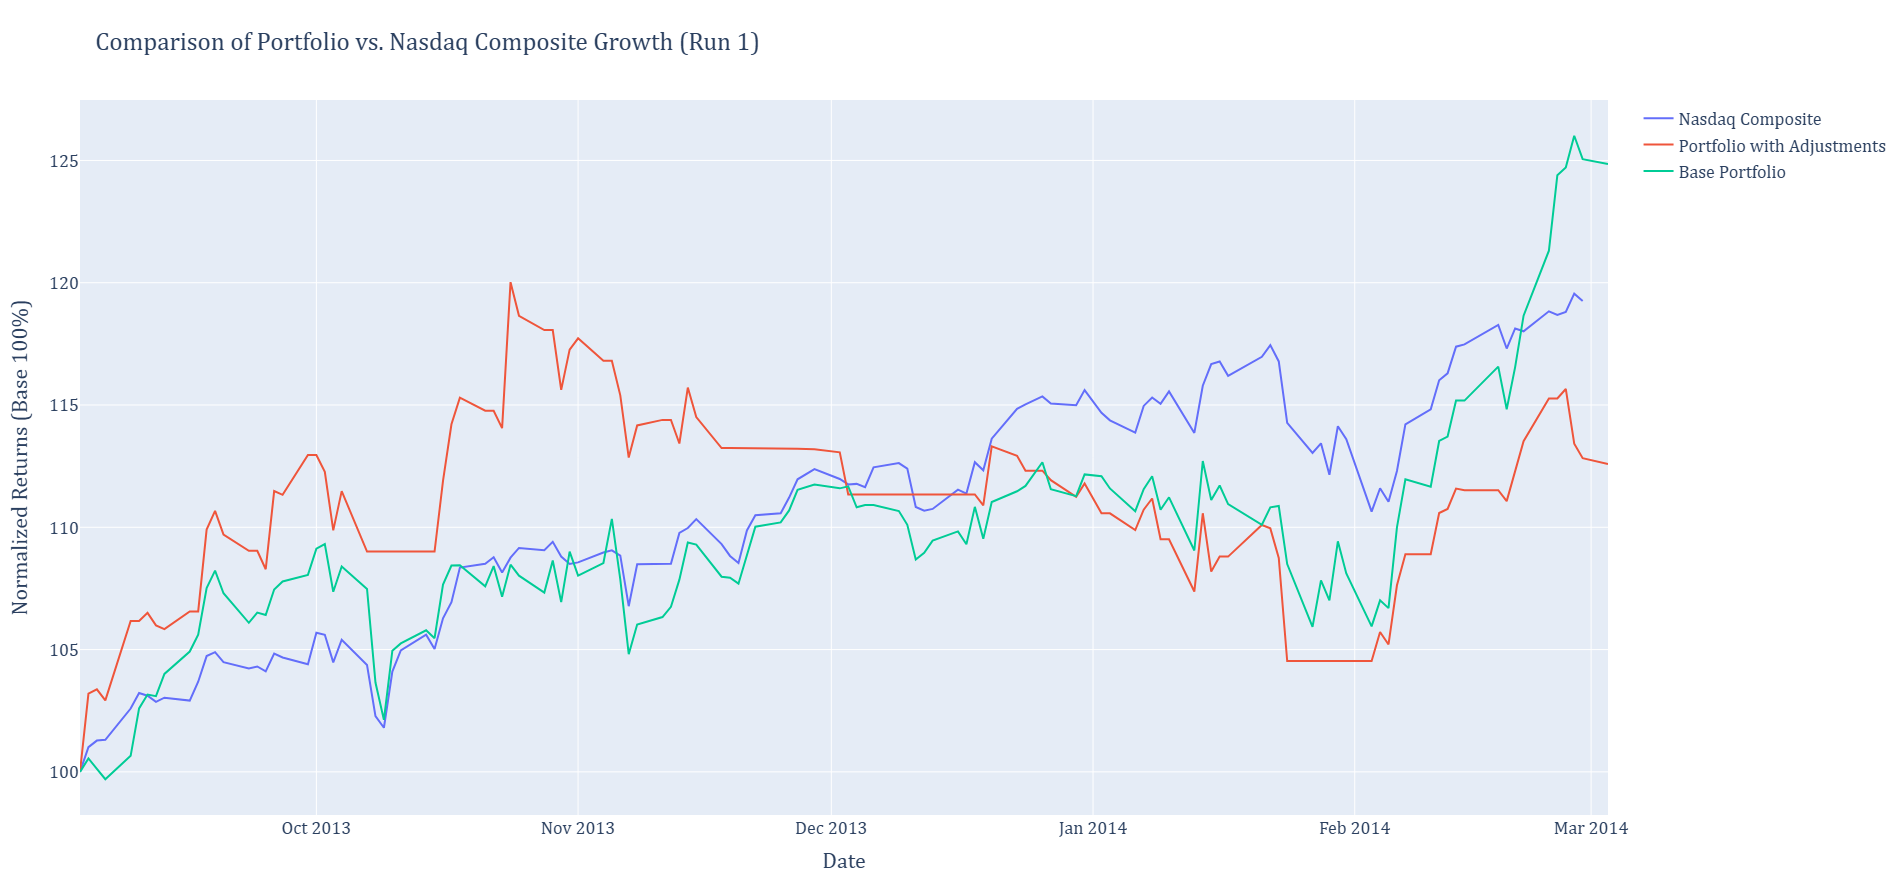 Comparison of Portfolio vs. Nasdaq Composite Growth (Run 1)
Nasdaq Composite
Portfolio with Adjustments
Base Portfolio
Normalized Returns (Base 100%)
125
120
115
110
105
100
Oct 2013
Nov 2013
Dec 2013
Jan 2014
Feb 2014
Mar 2014
Date